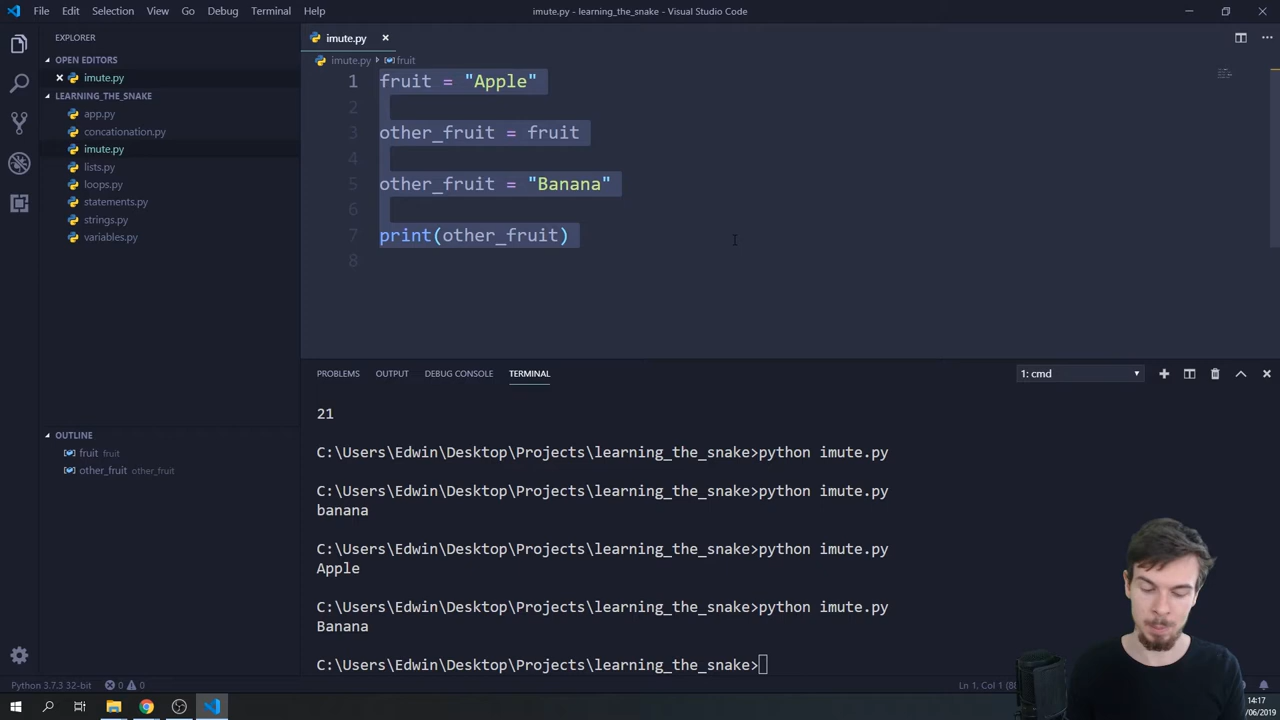 File Edit Selection View Go Debug Terminal Help
imute.py - learning_the_snake - Visual Studio Code
EXPLORER
OPEN EDITORS
imute.py
LEARNING_THE_SNAKE
app.py
concationation.py
imute.py
lists.py
loops.py
statements.py
strings.py
variables.py
OUTLINE
fruit fruit
other_fruit other_fruit
imute.py
imute.py fruit
1 fruit = "Apple"
2
3 other_fruit = fruit
4
5 other_fruit = "Banana"
6
7 print(other_fruit)
8
PROBLEMS OUTPUT DEBUG CONSOLE TERMINAL
1: cmd
21
C:\Users\Edwin\Desktop\Projects\learning_the_snake>python imute.py
C:\Users\Edwin\Desktop\Projects\learning_the_snake>python imute.py
banana
C:\Users\Edwin\Desktop\Projects\learning_the_snake>python imute.py
Apple
C:\Users\Edwin\Desktop\Projects\learning_the_snake>python imute.py
Banana
C:\Users\Edwin\Desktop\Projects\learning_the_snake>
Python 3.7.3 32-bit 0 0
Ln 1, Col 1
14:17
/06/2019